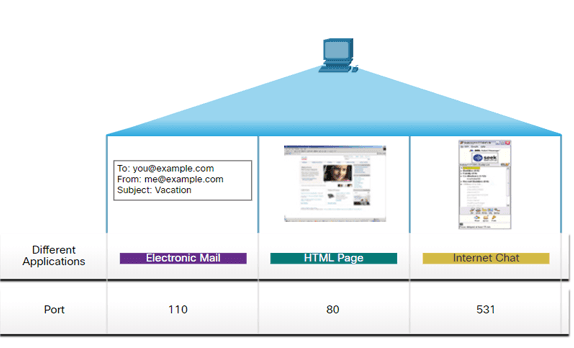 To: you@example.com
From: me@example.com
Subject: Vacation
Different
Applications
Electronic Mail
HTML Page
Internet Chat
Port
110
80
531